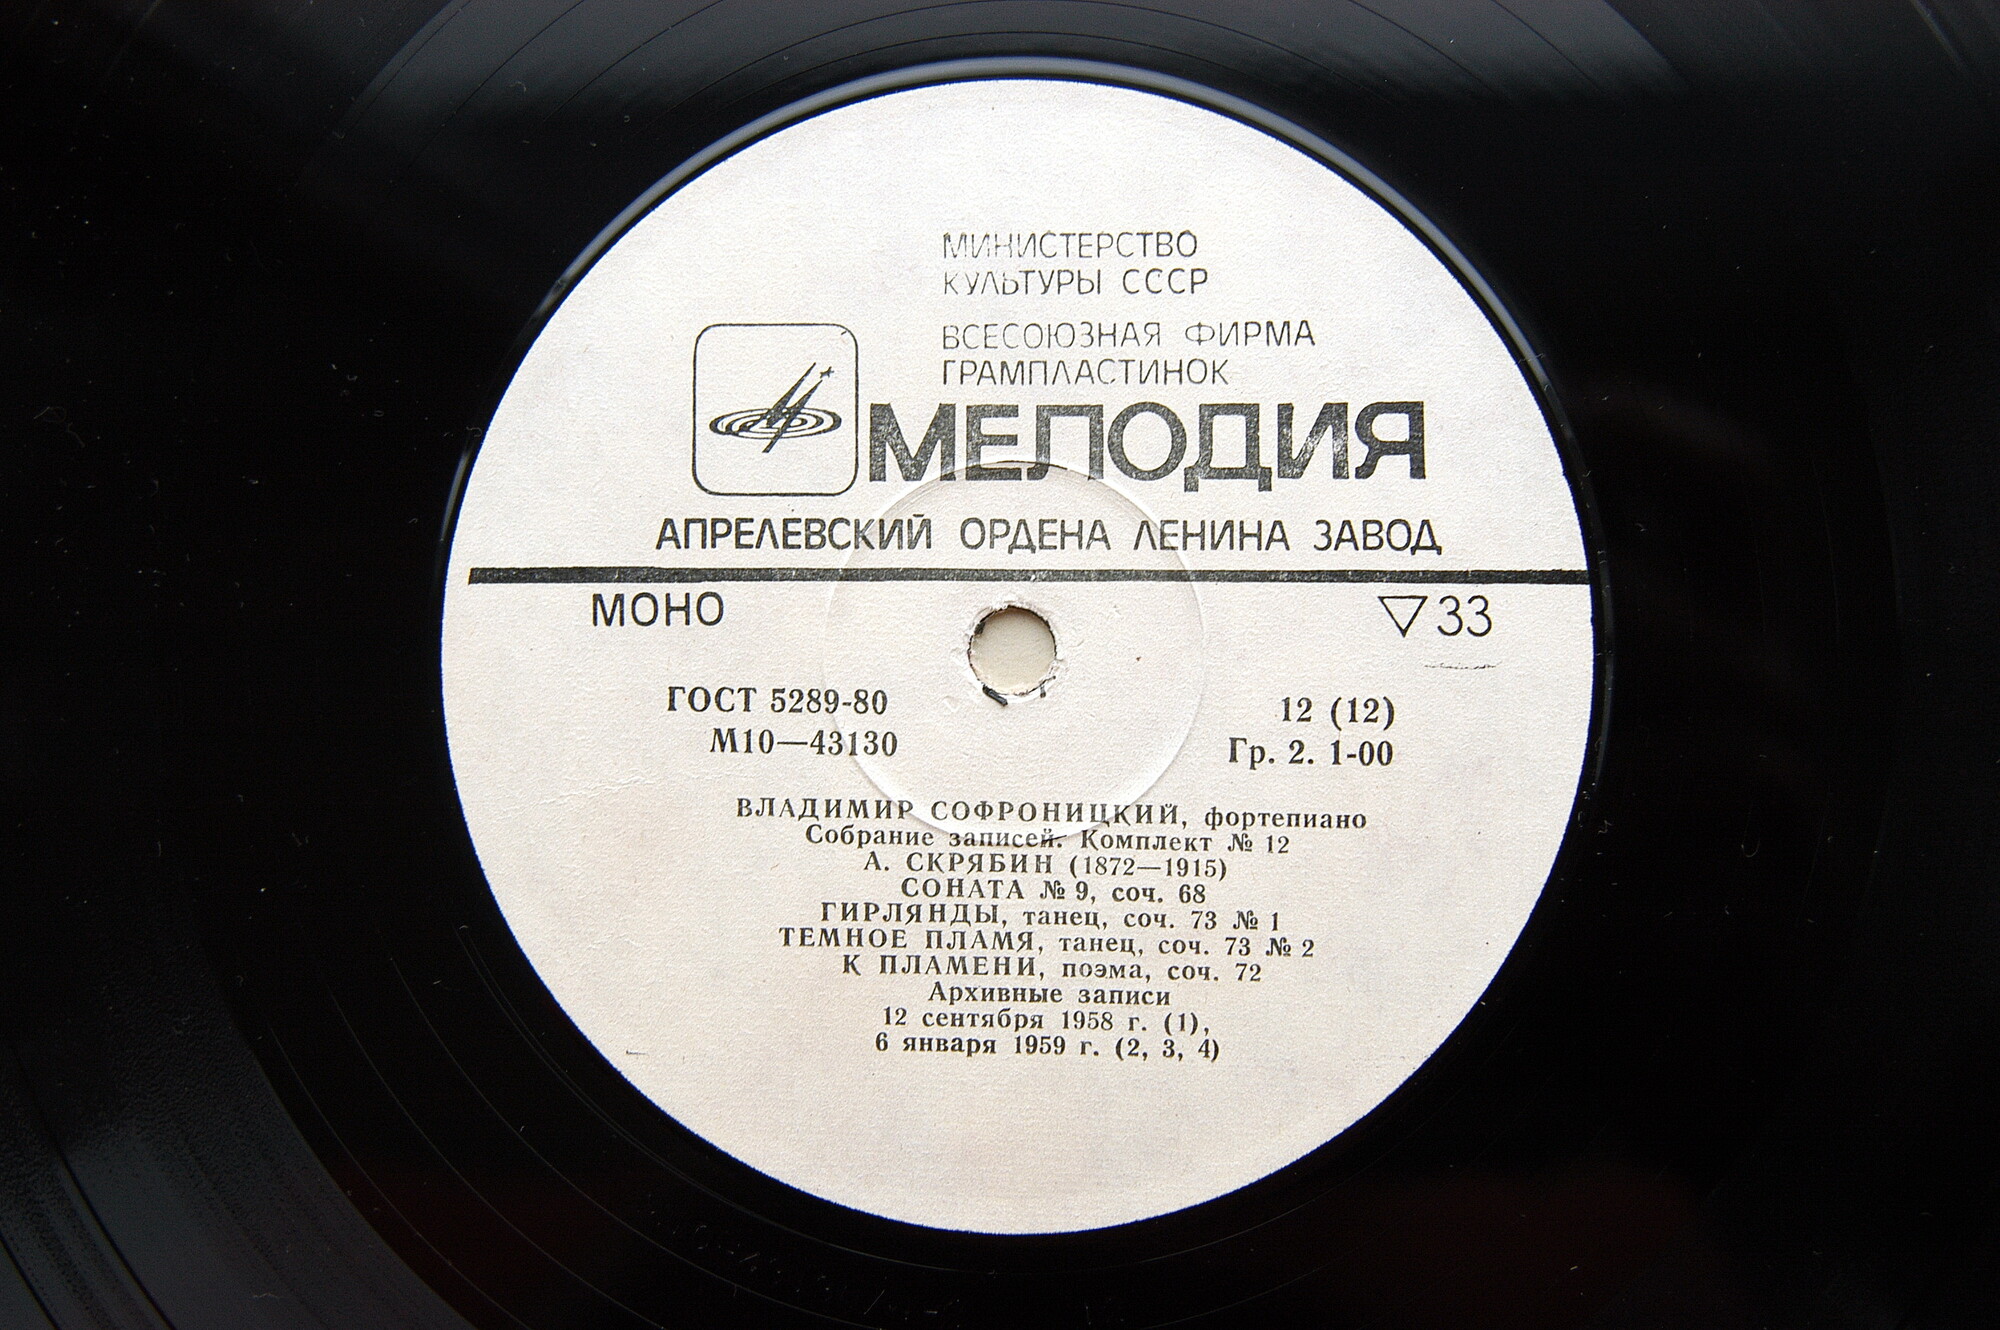 МИНИСТЕРСТВО
КУЛЬТУРЫ СССР
ВСЕСОЮЗНАЯ ФИРМА
ГРАМПЛАСТИНОК
МЕЛОДИЯ
АПРЕЛЕВСКИЙ ОРДЕНА ЛЕНИНА ЗАВОД
МОНО ▽33
ГОСТ 5289-80 12 (12)
М10—43130 Гр. 2. 1-00
ВЛАДИМИР СОФРОНИЦКИЙ, фортепиано
Собрание записей. Комплект № 12
А. СКРЯБИН (1872—1915)
СОНАТА № 9, соч. 68
ГИРЛЯНДЫ, танец, соч. 73 № 1
ТЕМНОЕ ПЛАМЯ, танец, соч. 73 № 2
К ПЛАМЕНИ, поэма, соч. 72
Архивные записи
12 сентября 1958 г. (1),
6 января 1959 г. (2, 3, 4)